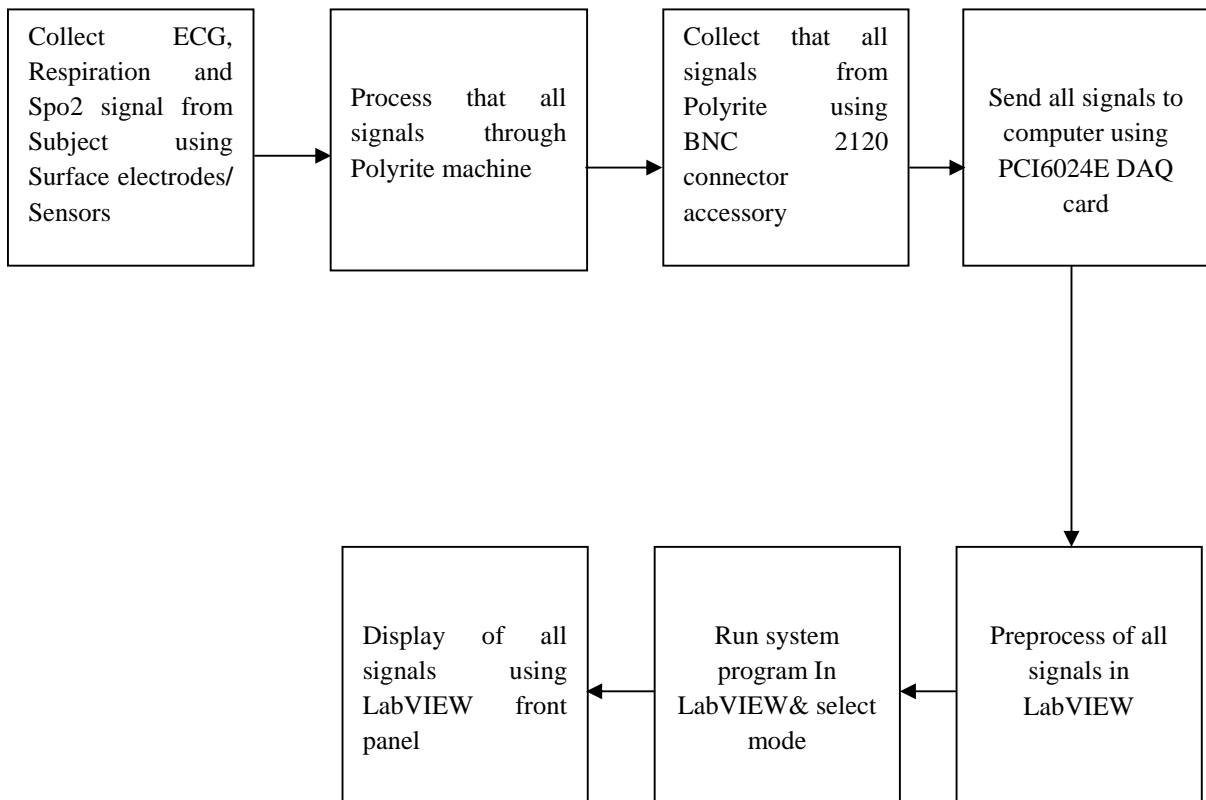 Collect ECG,
Respiration and
Spo2 signal from
Subject using
Surface electrodes/
Sensors
Process that all
signals through
Polyrite machine
Collect that all
signals from
Polyrite using
BNC 2120
connector
accessory
Send all signals to
computer using
PCI6024E DAQ
card
Preprocess of all
signals in
LabVIEW
Run system
program In
LabVIEW& select
mode
Display of all
signals using
LabVIEW front
panel